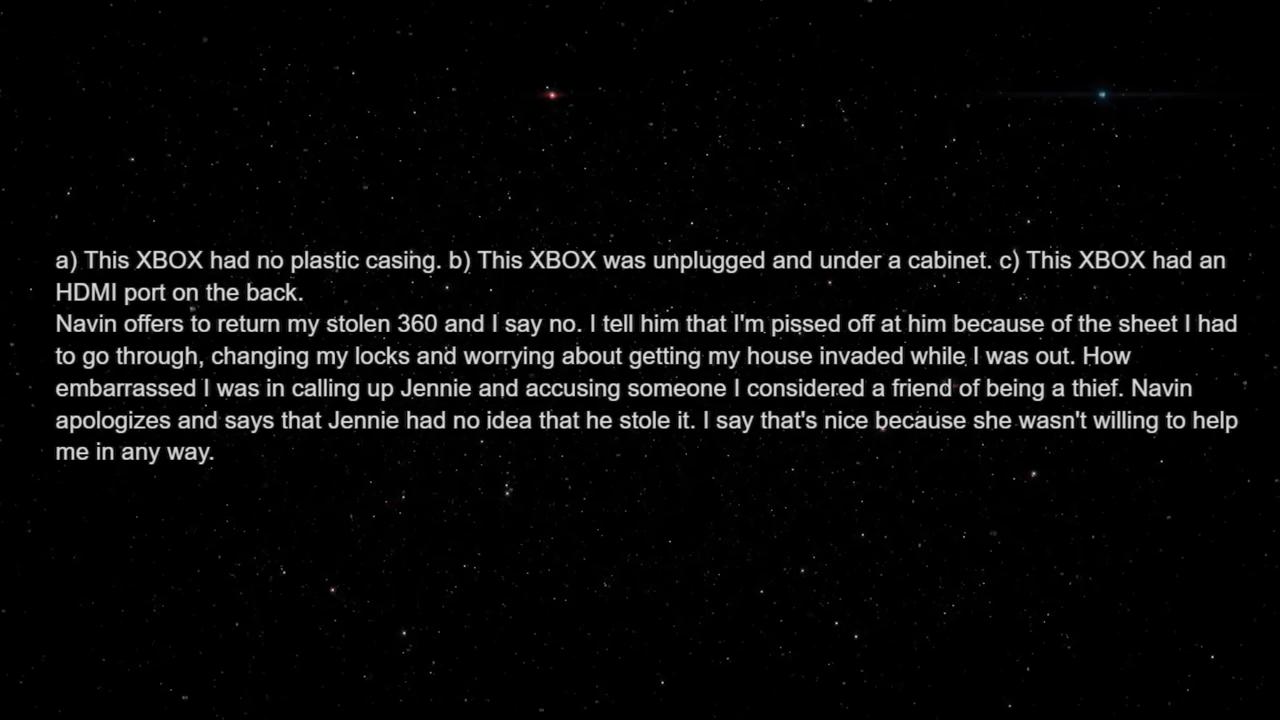 a) This XBOX had no plastic casing. b) This XBOX was unplugged and under a cabinet. c) This XBOX had an
HDMI port on the back.
Navin offers to return my stolen 360 and I say no. I tell him that I'm pissed off at him because of the sheet I had
to go through, changing my locks and worrying about getting my house invaded while I was out. How
embarrassed I was in calling up Jennie and accusing someone I considered a friend of being a thief. Navin
apologizes and says that Jennie had no idea that he stole it. I say that's nice because she wasn't willing to help
me in any way.